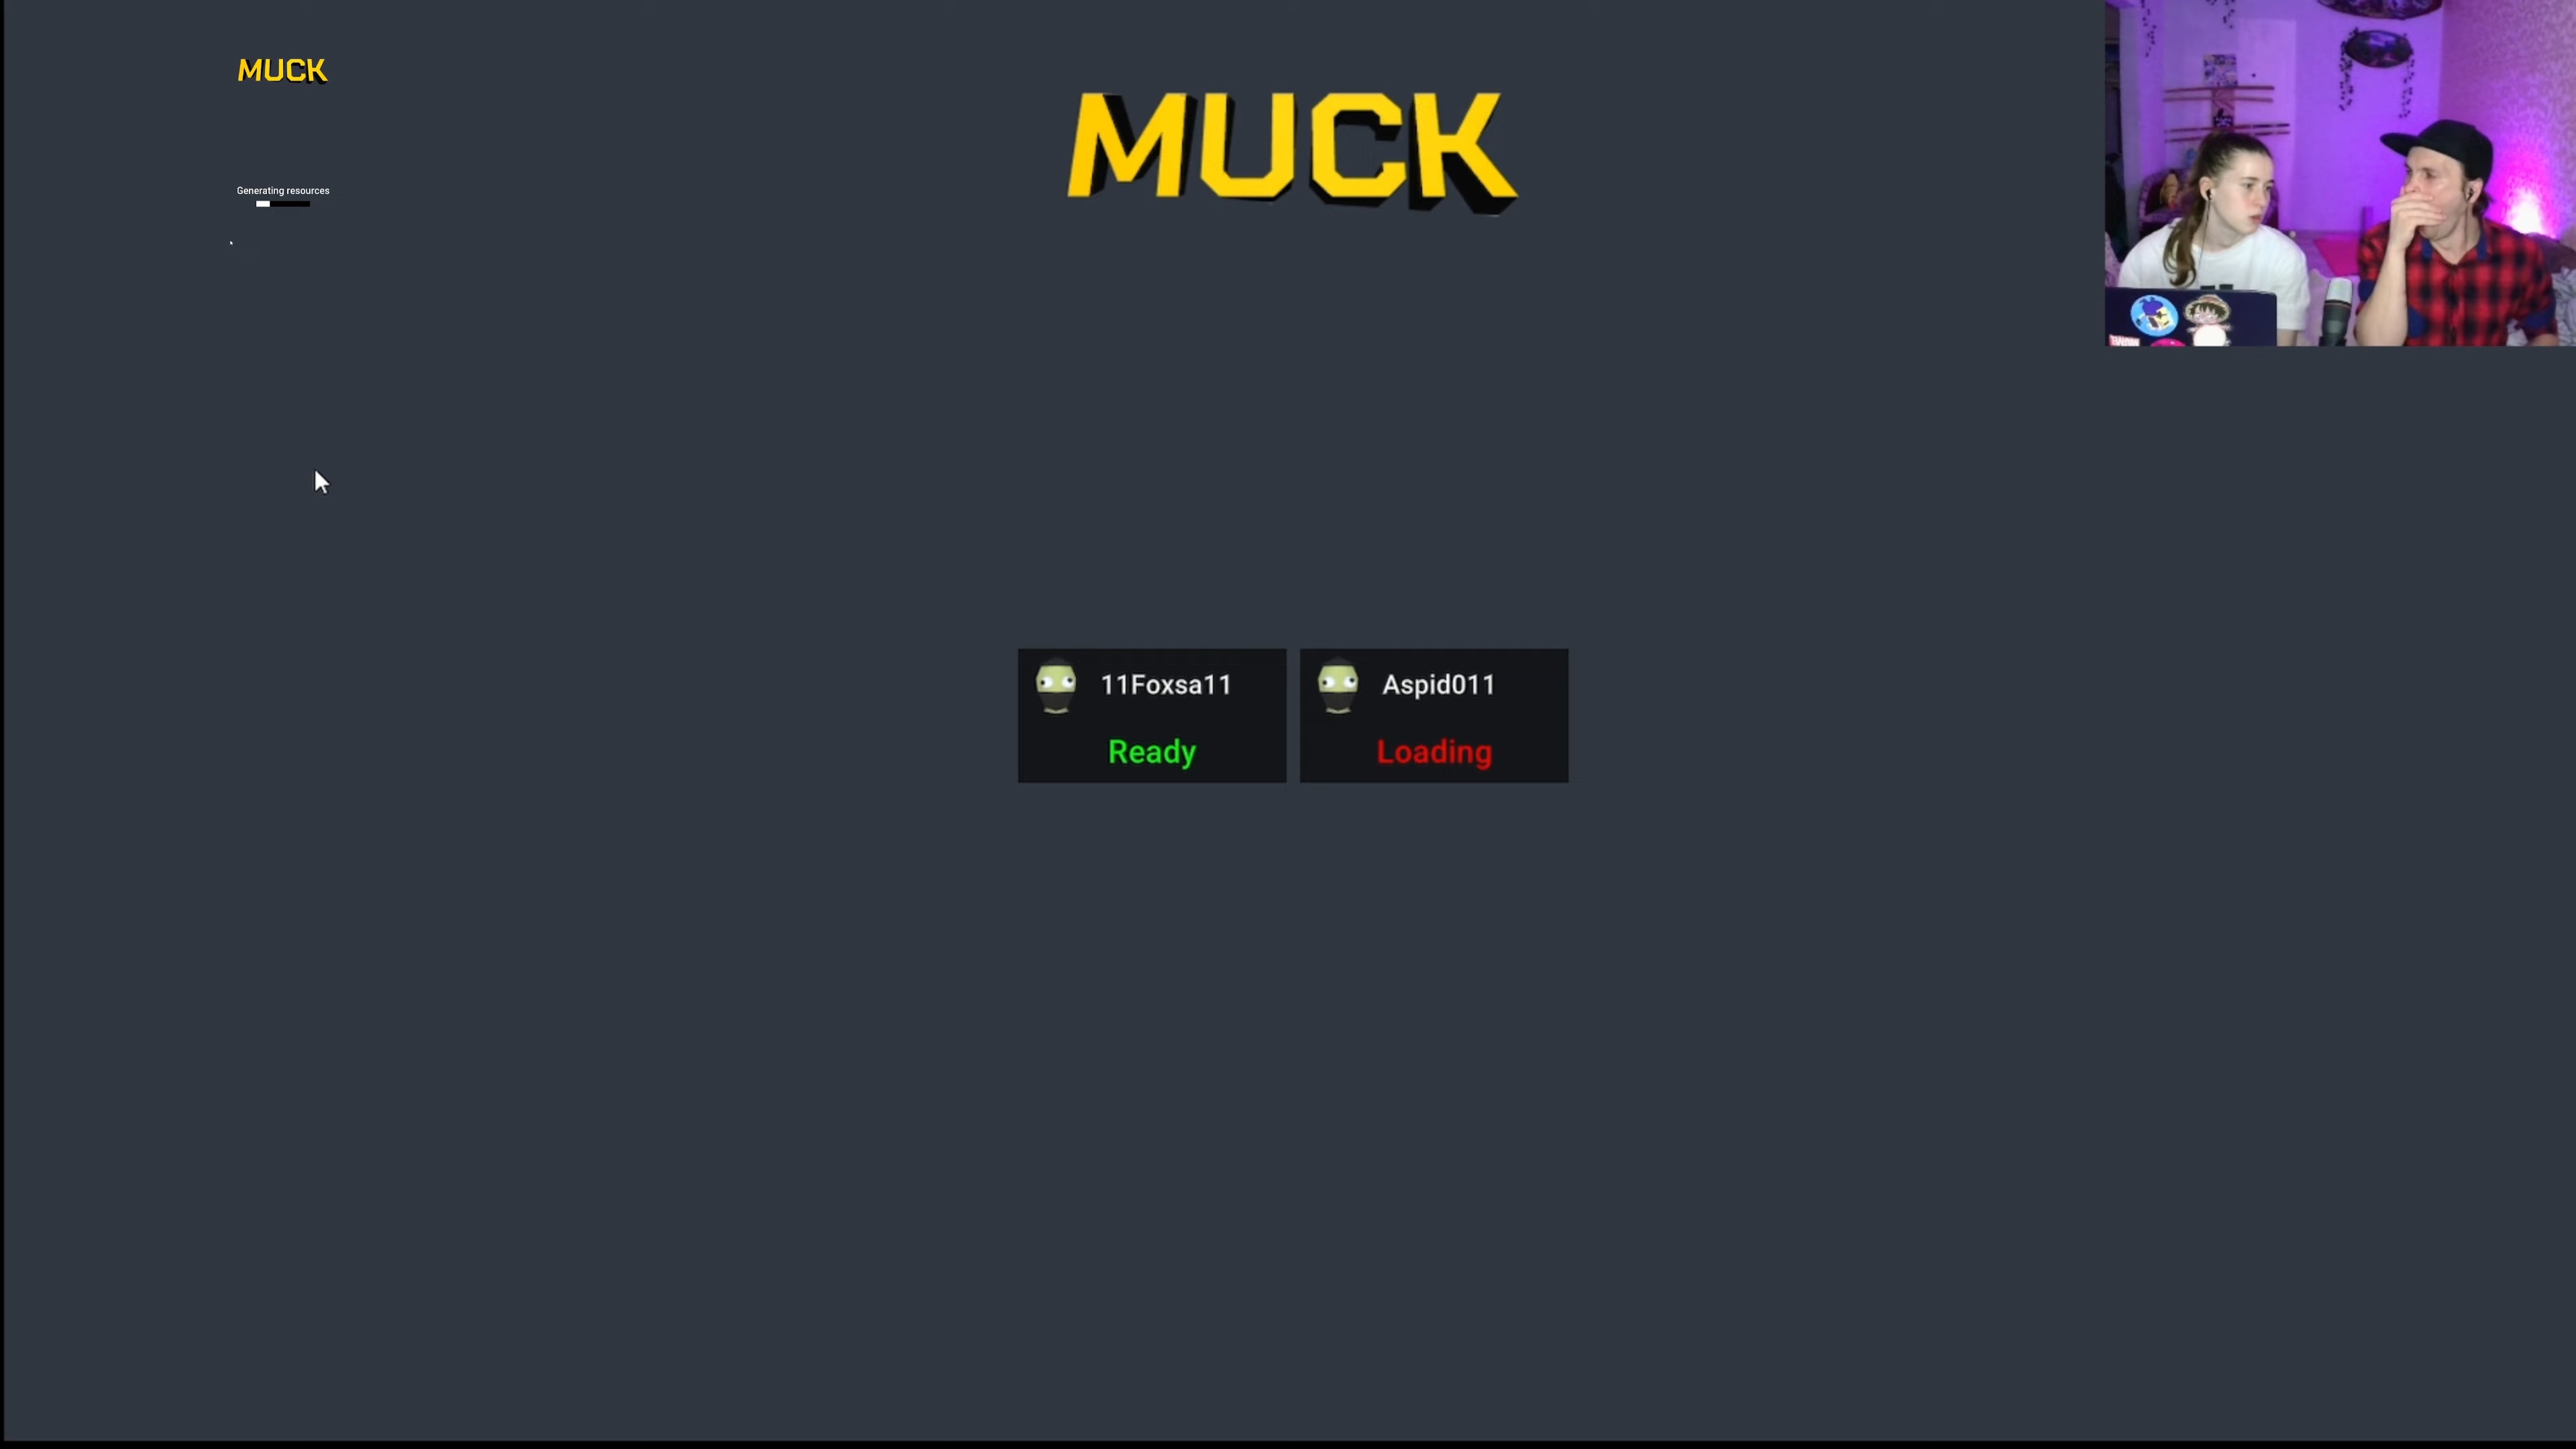 MUCK
Generating resources
MUCK
11Foxsa11
Ready
Aspid011
Loading